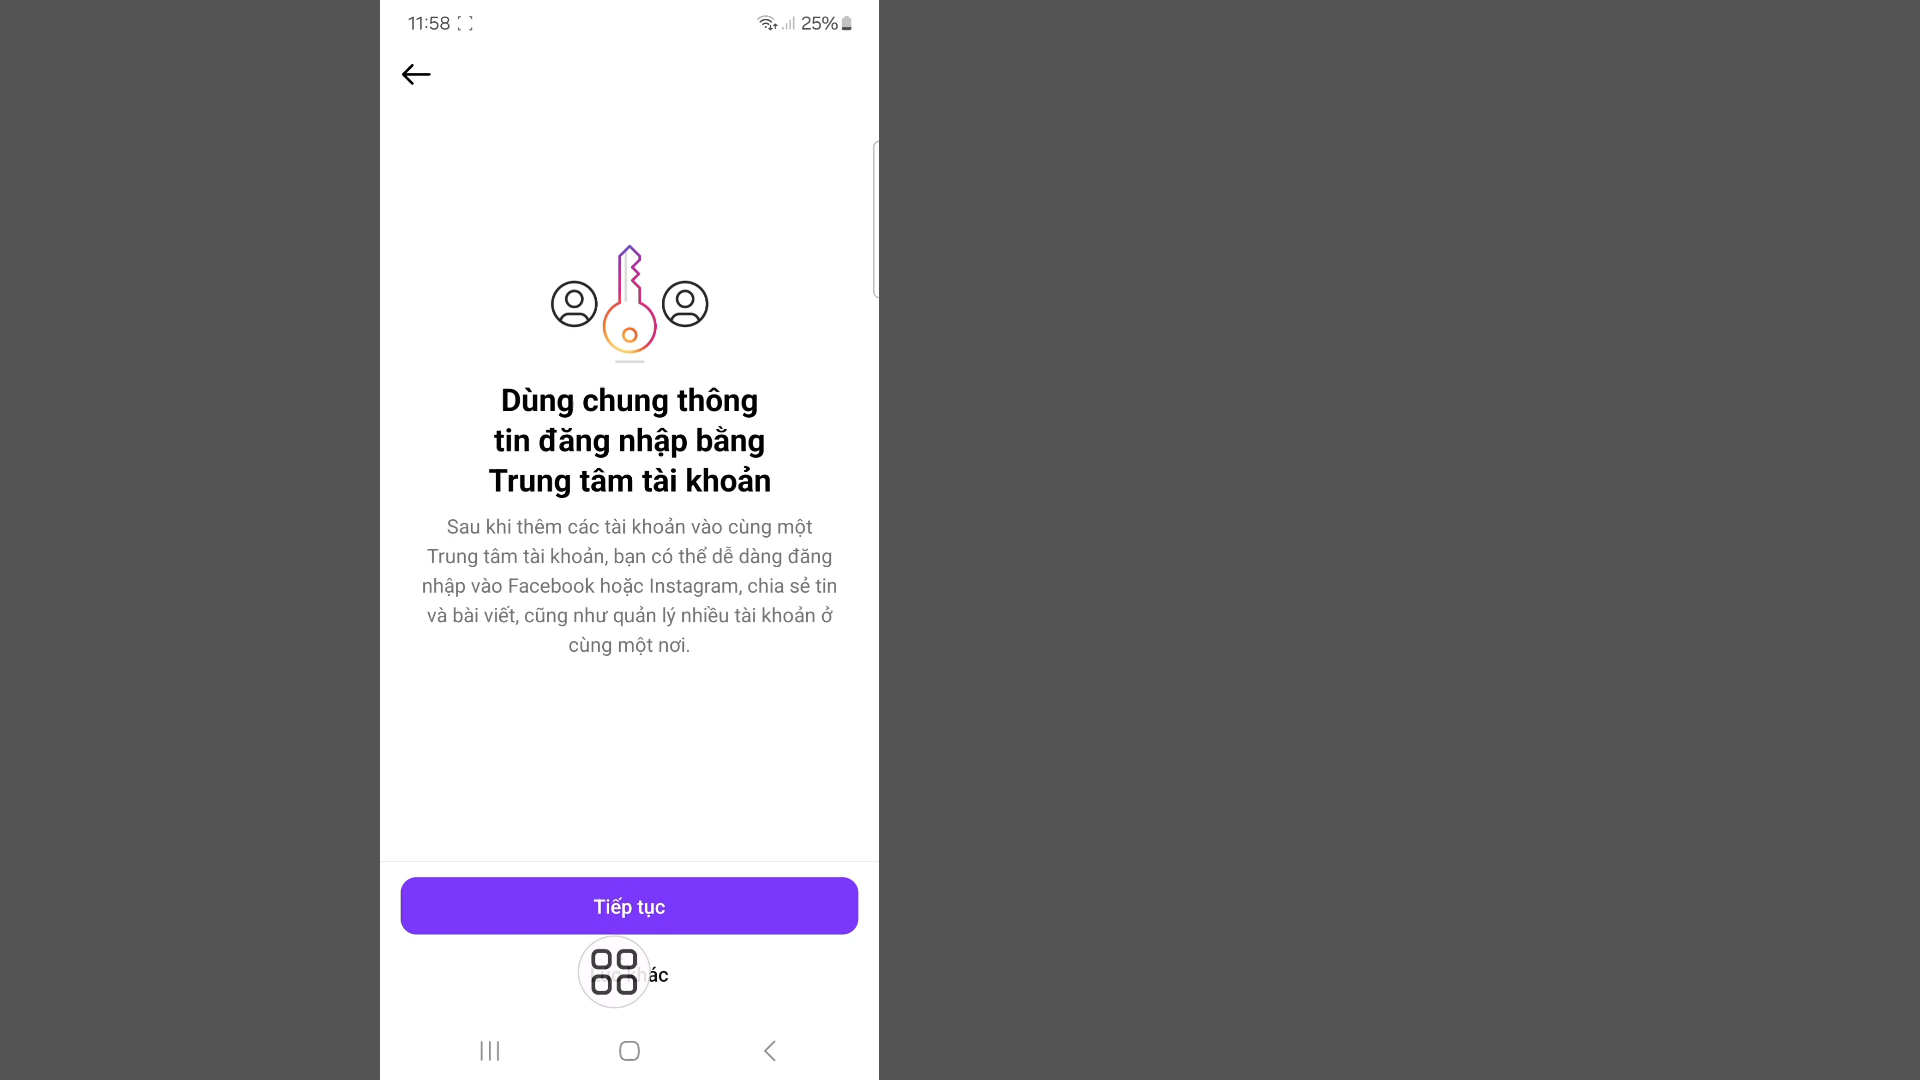 11:58
25%
Dùng chung thông
tin đăng nhập bằng
Trung tâm tài khoản
Sau khi thêm các tài khoản vào cùng một
Trung tâm tài khoản, bạn có thể dễ dàng đăng
nhập vào Facebook hoặc Instagram, chia sẻ tin
và bài viết, cũng như quản lý nhiều tài khoản ở
cùng một nơi.
Tiếp tục